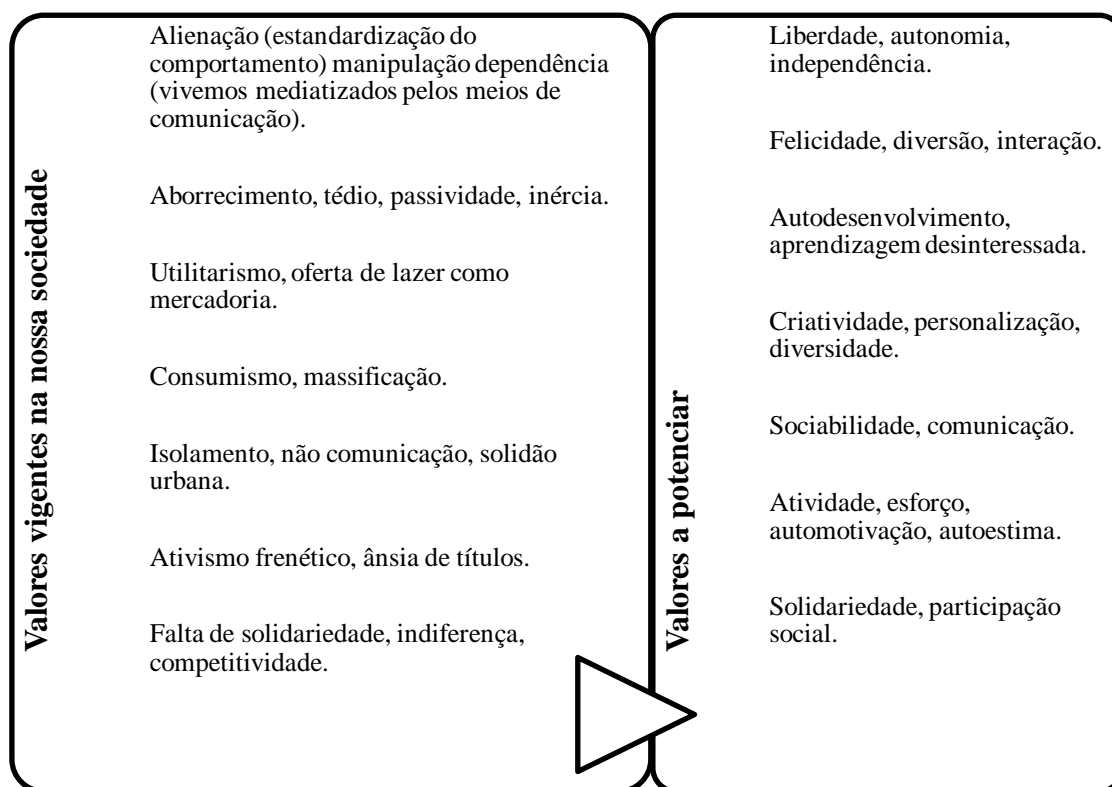 Valores vigentes na nossa sociedade
Alienação (estandardização do
comportamento) manipulação dependência
(vivemos mediatizados pelos meios de
comunicação).
Aborrecimento, tédio, passividade, inércia.
Utilitarismo, oferta de lazer como
mercadoria.
Consumismo, massificação.
Isolamento, não comunicação, solidão
urbana.
Ativismo frenético, ânsia de títulos.
Falta de solidariedade, indiferença,
competitividade.
Valores a potenciar
Liberdade, autonomia,
independência.
Felicidade, diversão, interação.
Autodesenvolvimento,
aprendizagem desinteressada.
Criatividade, personalização,
diversidade.
Sociabilidade, comunicação.
Atividade, esforço,
automotivação, autoestima.
Solidariedade, participação
social.